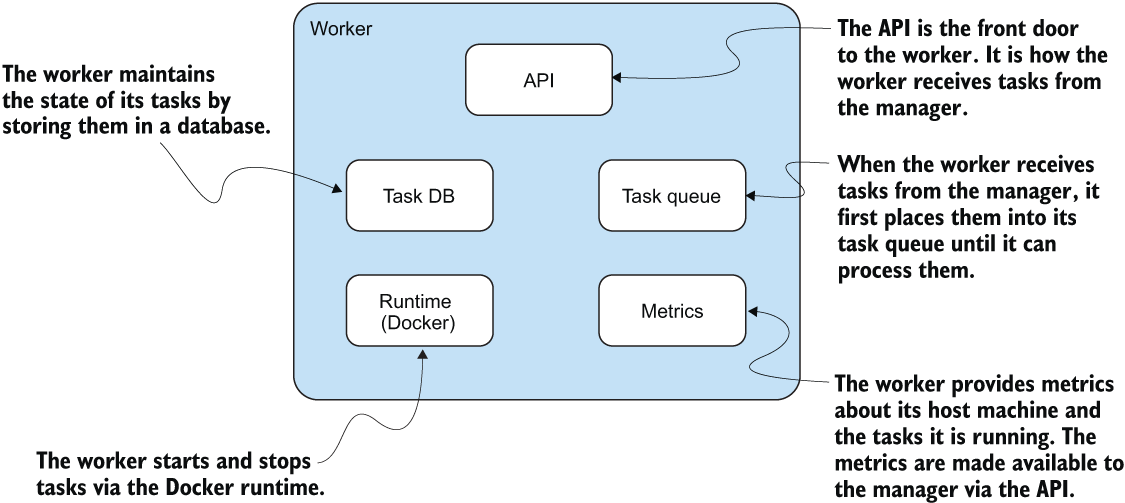 Worker
API
The API is the front door
to the worker. It is how the
worker receives tasks from
the manager.
The worker maintains
the state of its tasks by
storing them in a database.
Task DB
Task queue
When the worker receives
tasks from the manager, it
first places them into its
task queue until it can
process them.
Runtime
(Docker)
Metrics
The worker provides metrics
about its host machine and
the tasks it is running. The
metrics are made available to
the manager via the API.
The worker starts and stops
tasks via the Docker runtime.